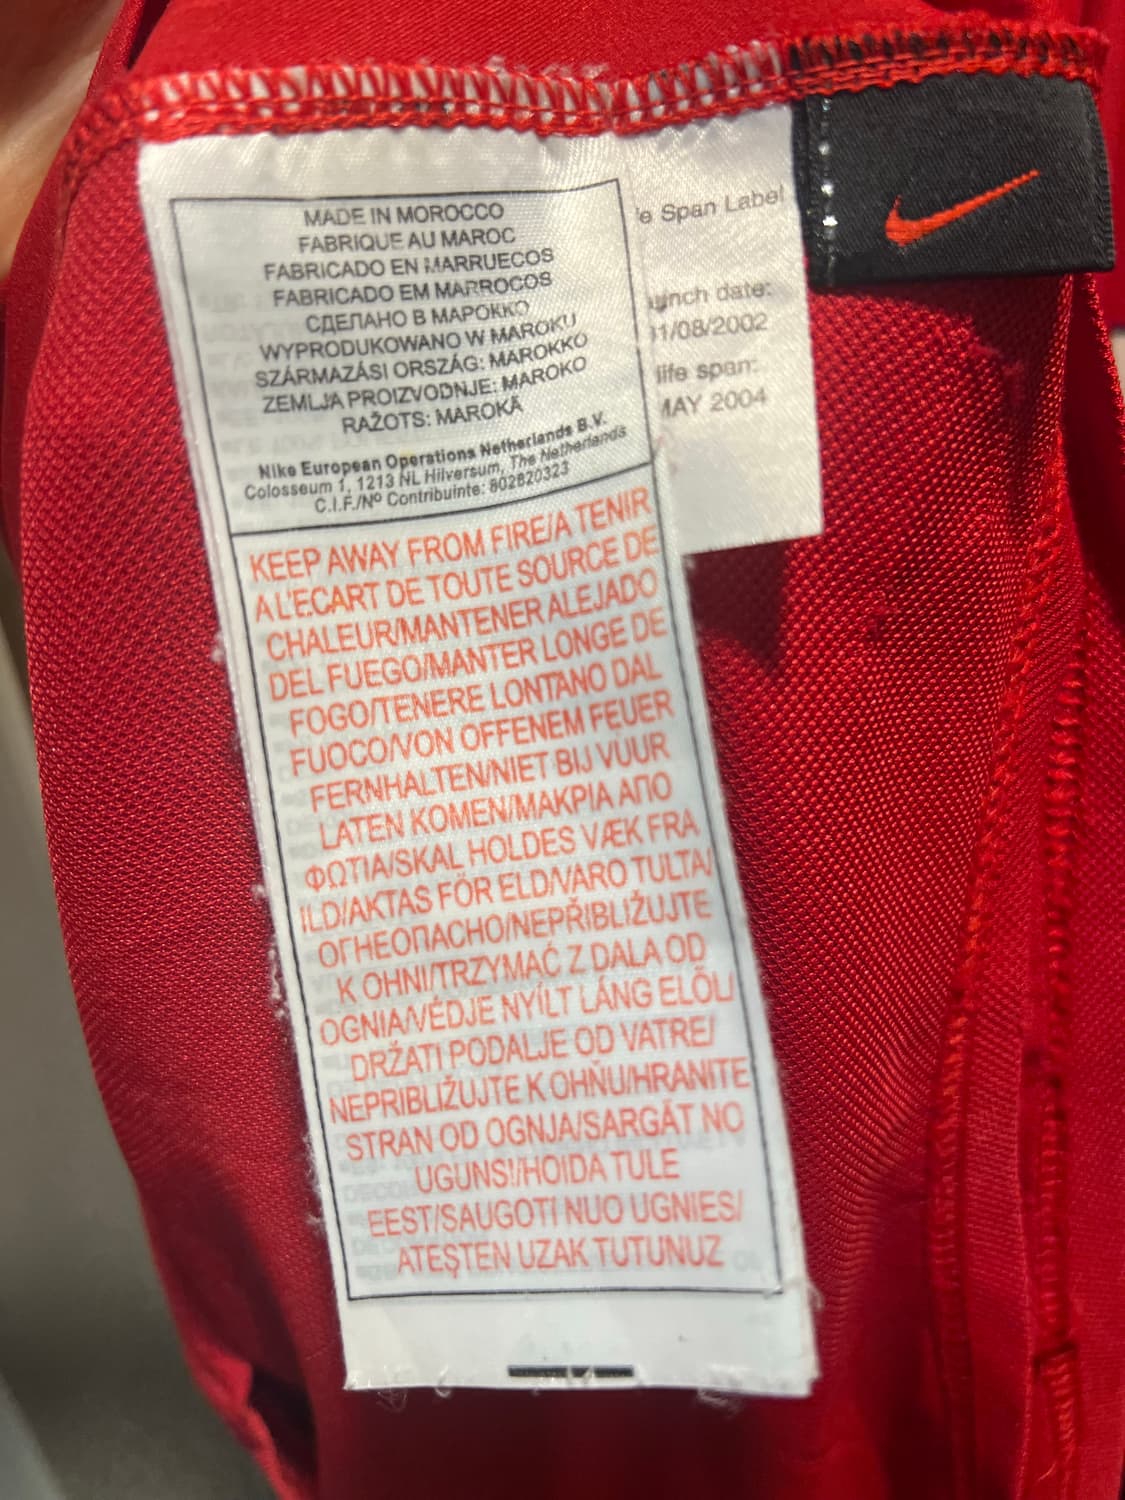 MADE IN MOROCCO
FABRIQUE AU MAROC
FABRICADO EN MARRUECOS
FABRICADO EM MARROCOS
СДЕЛАНО В МАРОККО
WYPRODUKOWANO W MAROKU
SZÁRMAZÁSI ORSZÁG: MAROKKO
ZEMLJA PROIZVODNJE: MAROKO
RAŽOTS: MAROKĀ
Nike European Operations Netherlands B.V.
Colosseum 1, 1213 NL Hilversum, The Netherlands
C.I.F./Nº Contribuinte: 802820323
KEEP AWAY FROM FIRE/A TENIR
A L'ECART DE TOUTE SOURCE DE
CHALEUR/MANTENER ALEJADO
DEL FUEGO/MANTER LONGE DE
FOGO/TENERE LONTANO DAL
FUOCO/VON OFFENEM FEUER
FERNHALTEN/NIET BIJ VUUR
LATEN KOMEN/ΜΑΚΡΙΑ ΑΠΟ
ΦΩΤΙΑ/SKAL HOLDES VÆK FRA
ILD/AKTAS FÖR ELD/VARO TULTA/
ОГНЕОПАСНО/NEPŘIBLIŽUJTE
K OHNI/TRZYMAĆ Z DALA OD
OGNIA/VÉDJE NYÍLT LÁNG ELÖL/
DRŽATI PODALJE OD VATRE/
NEPRIBLIŽUJTE K OHŇU/HRANITE
STRAN OD OGNJA/SARGĀT NO
UGUNS!/HOIDA TULE
EEST/SAUGOTI NUO UGNIES/
ATEŞTEN UZAK TUTUNUZ
e Span Label
unch date:
1/08/2002
life span:
MAY 2004